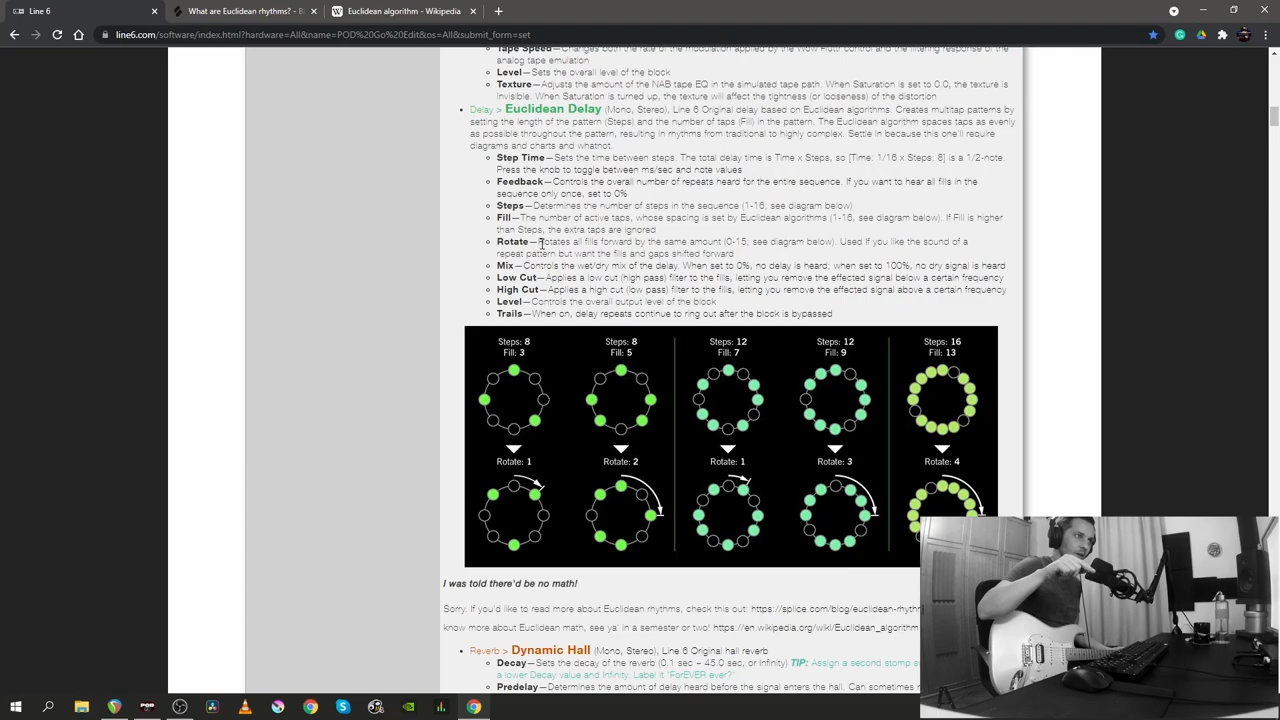 Line 6
What are Euclidean rhythms? - Bl
Euclidean algorithm - Wikipedia
line6.com/software/index.html?hardware=All&name=POD%20Go%20Edit&os=All&submit_form=set
Tape Speed—Changes both the rate of the modulation applied by the Wow Fluttr control and the filtering response of the
analog tape emulation
Level—Sets the overall level of the block
Texture—Adjusts the amount of the NAB tape EQ in the simulated tape path. When Saturation is set to 0.0, the texture is
invisible. When Saturation is turned up, the texture will affect the tightness (or looseness) of the distortion
Delay > Euclidean Delay (Mono, Stereo), Line 6 Original delay based on Euclidean algorithms. Creates multitap patterns by
setting the length of the pattern (Steps) and the number of taps (Fill) in the pattern. The Euclidean algorithm spaces taps as evenly
as possible throughout the pattern, resulting in rhythms from traditional to highly complex. Settle in because this one'll require
diagrams and charts and whatnot.
Step Time—Sets the time between steps. The total delay time is Time x Steps, so [Time: 1/16 x Steps: 8] is a 1/2-note.
Press the knob to toggle between ms/sec and note values
Feedback—Controls the overall number of repeats heard for the entire sequence. If you want to hear all fills in the
sequence only once, set to 0%
Steps—Determines the number of steps in the sequence (1-16; see diagram below)
Fill—The number of active taps, whose spacing is set by Euclidean algorithms (1-16, see diagram below). If Fill is higher
than Steps, the extra taps are ignored
Rotate—Rotates all fills forward by the same amount (0-15; see diagram below). Used If you like the sound of a
repeat pattern but want the fills and gaps shifted forward
Mix—Controls the wet/dry mix of the delay. When set to 0%, no delay is heard; when set to 100%, no dry signal is heard
Low Cut—Applies a low cut (high pass) filter to the fills, letting you remove the effected signal below a certain frequency
High Cut—Applies a high cut (low pass) filter to the fills, letting you remove the effected signal above a certain frequency
Level—Controls the overall output level of the block
Trails—When on, delay repeats continue to ring out after the block is bypassed
Steps: 8 Steps: 8 Steps: 12 Steps: 12 Steps: 16
Fill: 3 Fill: 5 Fill: 7 Fill: 9 Fill: 13
Rotate: 1 Rotate: 2 Rotate: 1 Rotate: 3 Rotate: 4
I was told there'd be no math!
Sorry. If you'd like to read more about Euclidean rhythms, check this out: https://splice.com/blog/euclidean-rhythm
know more about Euclidean math, see ya' in a semester or two! https://en.wikipedia.org/wiki/Euclidean_algorithm
Reverb > Dynamic Hall (Mono, Stereo), Line 6 Original hall reverb
Decay—Sets the decay of the reverb (0.1 sec – 45.0 sec, or Infinity) TIP: Assign a second stomp s
a lower Decay value and Infinity. Label it "ForEVER ever?"
Predelay—Determines the amount of delay heard before the signal enters the hall. Can sometimes r